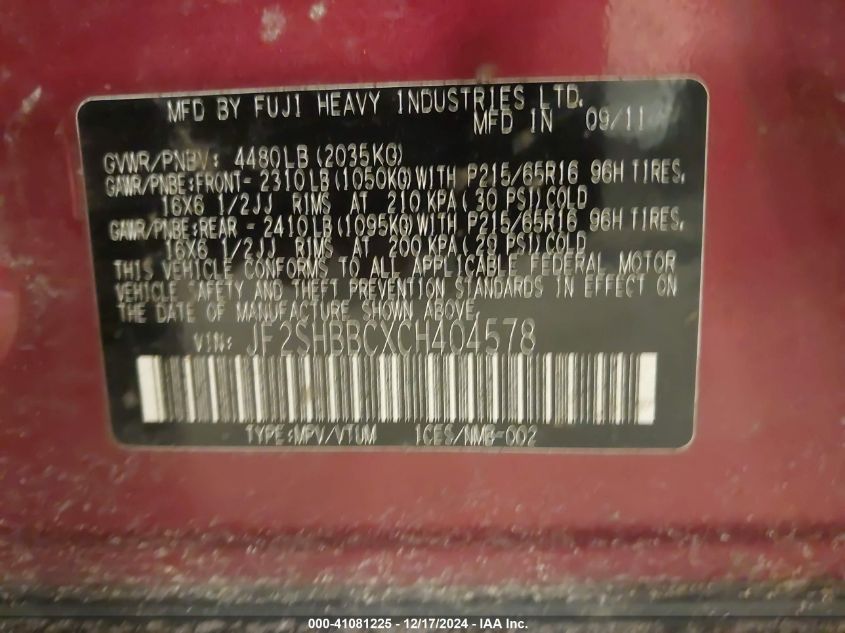 MFD BY FUJI HEAVY INDUSTRIES LTD.
MFD IN 09/11
GVWR/PNBV: 4480LB (2035KG)
GAWR/PNBE:FRONT- 2310LB(1050KG)WITH P215/65R16 96H TIRES,
16X6 1/2JJ RIMS AT 210 KPA( 30 PSI)COLD
GAWR/PNBE:REAR - 2410LB(1095KG)WITH P215/65R16 96H TIRES,
16X6 1/2JJ RIMS AT 200 KPA( 29 PSI)COLD
THIS VEHICLE CONFORMS TO ALL APPLICABLE FEDERAL MOTOR
VEHICLE SAFETY AND THEFT PREVENTION STANDARDS IN EFFECT ON
THE DATE OF MANUFACTURE SHOWN ABOVE.
VIN: JF2SHBBCXCH404578
TYPE:MPV/VTUM 1CES/NMB-002
000-41081225 - 12/17/2024 - IAA Inc.